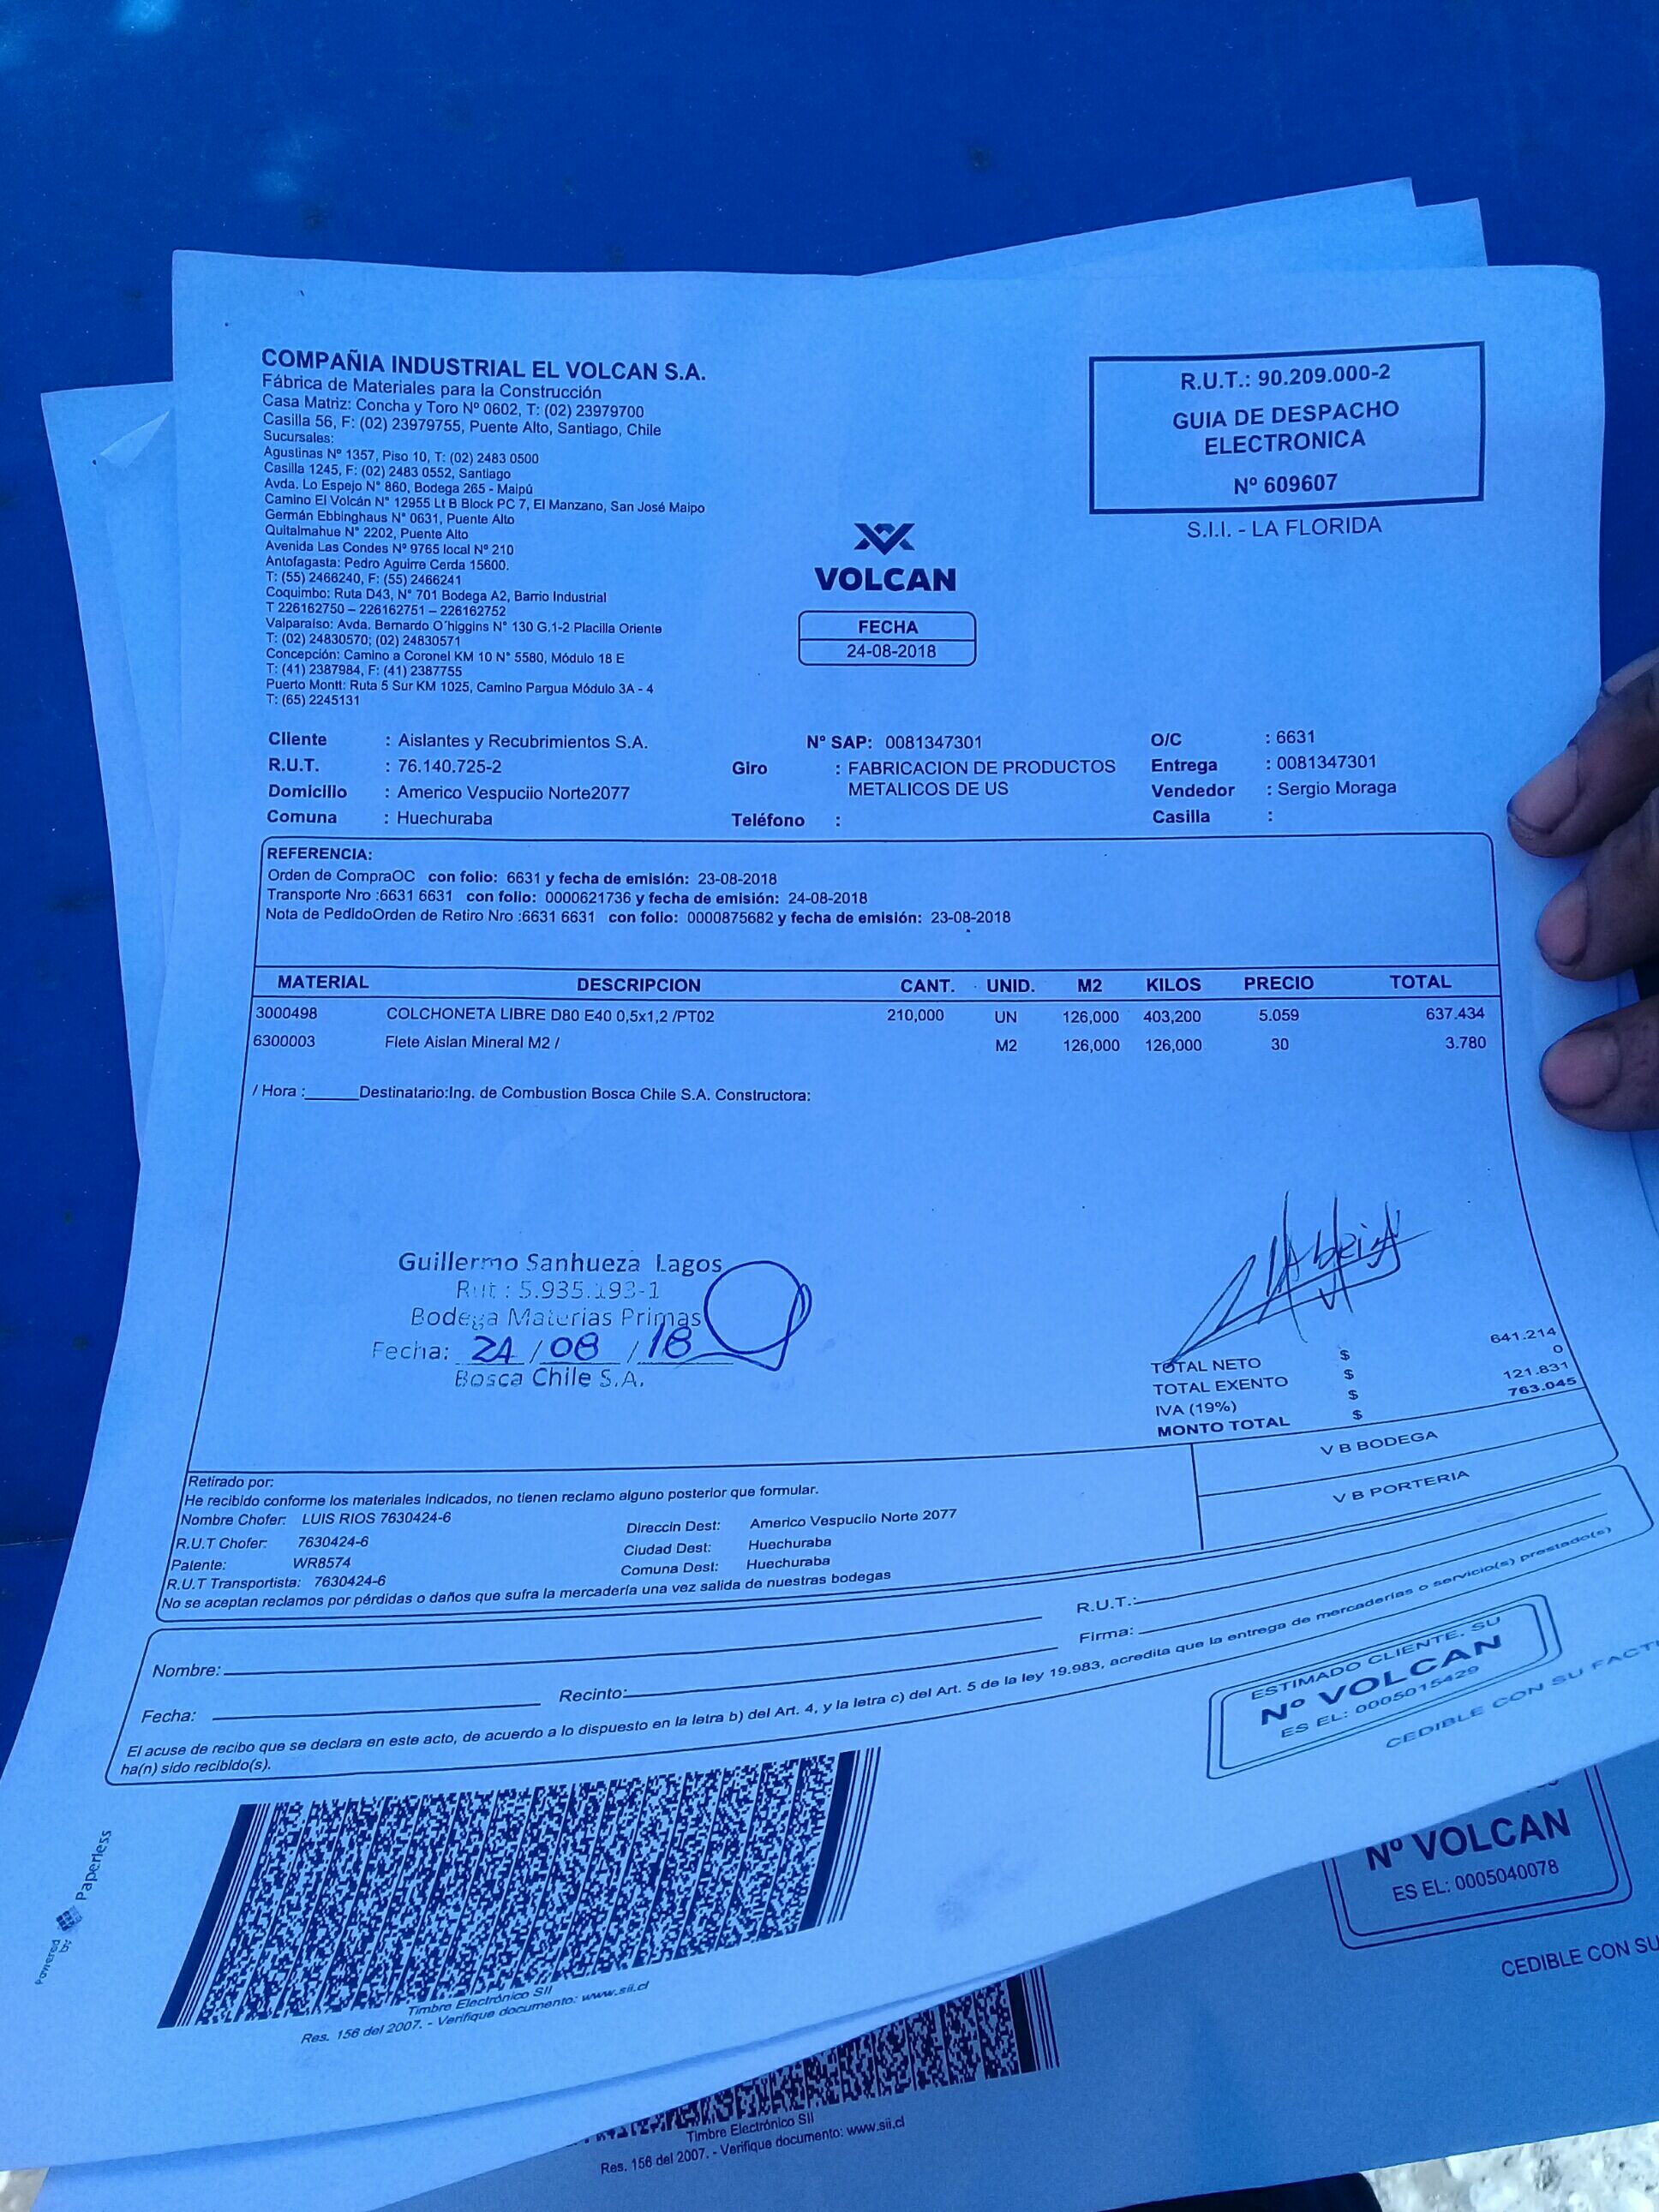 COMPAÑIA INDUSTRIAL EL VOLCAN S.A.
Fábrica de Materiales para la Construcción
Casa Matriz: Concha y Toro Nº 0602, T: (02) 23979700
Casilla 56, F: (02) 23979755, Puente Alto, Santiago, Chile
Sucursales:
Agustinas Nº 1357, Piso 10, T: (02) 2483 0500
Casilla 1245, F: (02) 2483 0552, Santiago
Avda. Lo Espejo N° 860, Bodega 265 - Maipú
Camino El Volcán N° 12955 Lt B Block PC 7, El Manzano, San José Maipo
Germán Ebbinghaus N° 0631, Puente Alto
Quitalmahue N° 2202, Puente Alto
Avenida Las Condes Nº 9765 local Nº 210
Antofagasta: Pedro Aguirre Cerda 15600.
T: (55) 2466240, F: (55) 2466241
Coquimbo: Ruta D43, N° 701 Bodega A2, Barrio Industrial
T 226162750 – 226162751 – 226162752
Valparaíso: Avda. Bernardo O´higgins N° 130 G.1-2 Placilla Oriente
T: (02) 24830570; (02) 24830571
Concepción: Camino a Coronel KM 10 N° 5580, Módulo 18 E
T: (41) 2387984, F: (41) 2387755
Puerto Montt: Ruta 5 Sur KM 1025, Camino Pargua Módulo 3A - 4
T: (65) 2245131
VOLCAN
FECHA
24-08-2018
R.U.T.: 90.209.000-2
GUIA DE DESPACHO
ELECTRONICA
Nº 609607
S.I.I. - LA FLORIDA
Cliente : Aislantes y Recubrimientos S.A. N° SAP: 0081347301 O/C : 6631
R.U.T. : 76.140.725-2 Giro : FABRICACION DE PRODUCTOS Entrega : 0081347301
Domicilio : Americo Vespuciio Norte2077 METALICOS DE US Vendedor : Sergio Moraga
Comuna : Huechuraba Teléfono : Casilla :
REFERENCIA:
Orden de CompraOC con folio: 6631 y fecha de emisión: 23-08-2018
Transporte Nro :6631 6631 con folio: 0000621736 y fecha de emisión: 24-08-2018
Nota de PedidoOrden de Retiro Nro :6631 6631 con folio: 0000875682 y fecha de emisión: 23-08-2018
MATERIAL DESCRIPCION CANT. UNID. M2 KILOS PRECIO TOTAL
3000498 COLCHONETA LIBRE D80 E40 0,5x1,2 /PT02 210,000 UN 126,000 403,200 5.059 637.434
6300003 Flete Aislan Mineral M2 / M2 126,000 126,000 30 3.780
/ Hora :______Destinatario:Ing. de Combustion Bosca Chile S.A. Constructora:
Guillermo Sanhueza Lagos
Rut : 5.935.193-1
Bodega Materias Primas
Fecha: 24 / 08 / 18
Bosca Chile S.A.
TOTAL NETO $ 641.214
TOTAL EXENTO $ 0
IVA (19%) $ 121.831
MONTO TOTAL $ 763.045
V B BODEGA
V B PORTERIA
Retirado por:
He recibido conforme los materiales indicados, no tienen reclamo alguno posterior que formular.
Nombre Chofer: LUIS RIOS 7630424-6 Direccin Dest: Americo Vespuciio Norte 2077
R.U.T Chofer: 7630424-6 Ciudad Dest: Huechuraba
Patente: WR8574 Comuna Dest: Huechuraba
R.U.T Transportista: 7630424-6
No se aceptan reclamos por pérdidas o daños que sufra la mercadería una vez salida de nuestras bodegas
Nombre: R.U.T.:
Fecha: Recinto: Firma:
El acuse de recibo que se declara en este acto, de acuerdo a lo dispuesto en la letra b) del Art. 4, y la letra c) del Art. 5 de la ley 19.983, acredita que la entrega de mercaderías o servicio(s) prestado(s)
ha(n) sido recibido(s).
ESTIMADO CLIENTE, SU
Nº VOLCAN
ES EL: 0005015429
CEDIBLE CON SU FACT
Powered by Paperless
Timbre Electrónico SII
Res. 156 del 2007. - Verifique documento: www.sii.cl
Nº VOLCAN
ES EL: 0005040078
CEDIBLE CON SU
Timbre Electrónico SII
Res. 156 del 2007. - Verifique documento: www.sii.cl